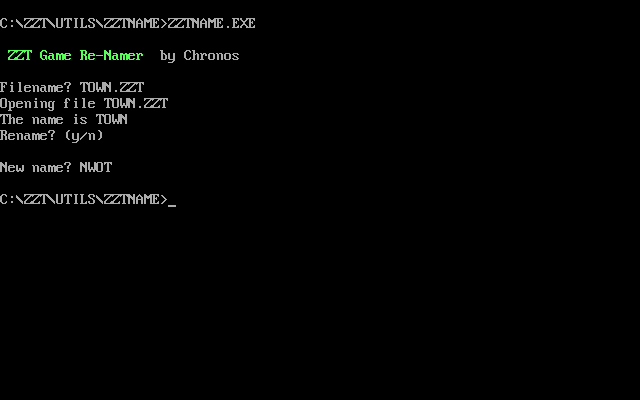 C:\ZZT\UTILS\ZZTNAME>ZZTNAME.EXE
ZZT Game Re-Namer  by Chronos
Filename? TOWN.ZZT
Opening file TOWN.ZZT
The name is TOWN
Rename? (y/n)
New name? NWOT
C:\ZZT\UTILS\ZZTNAME>_